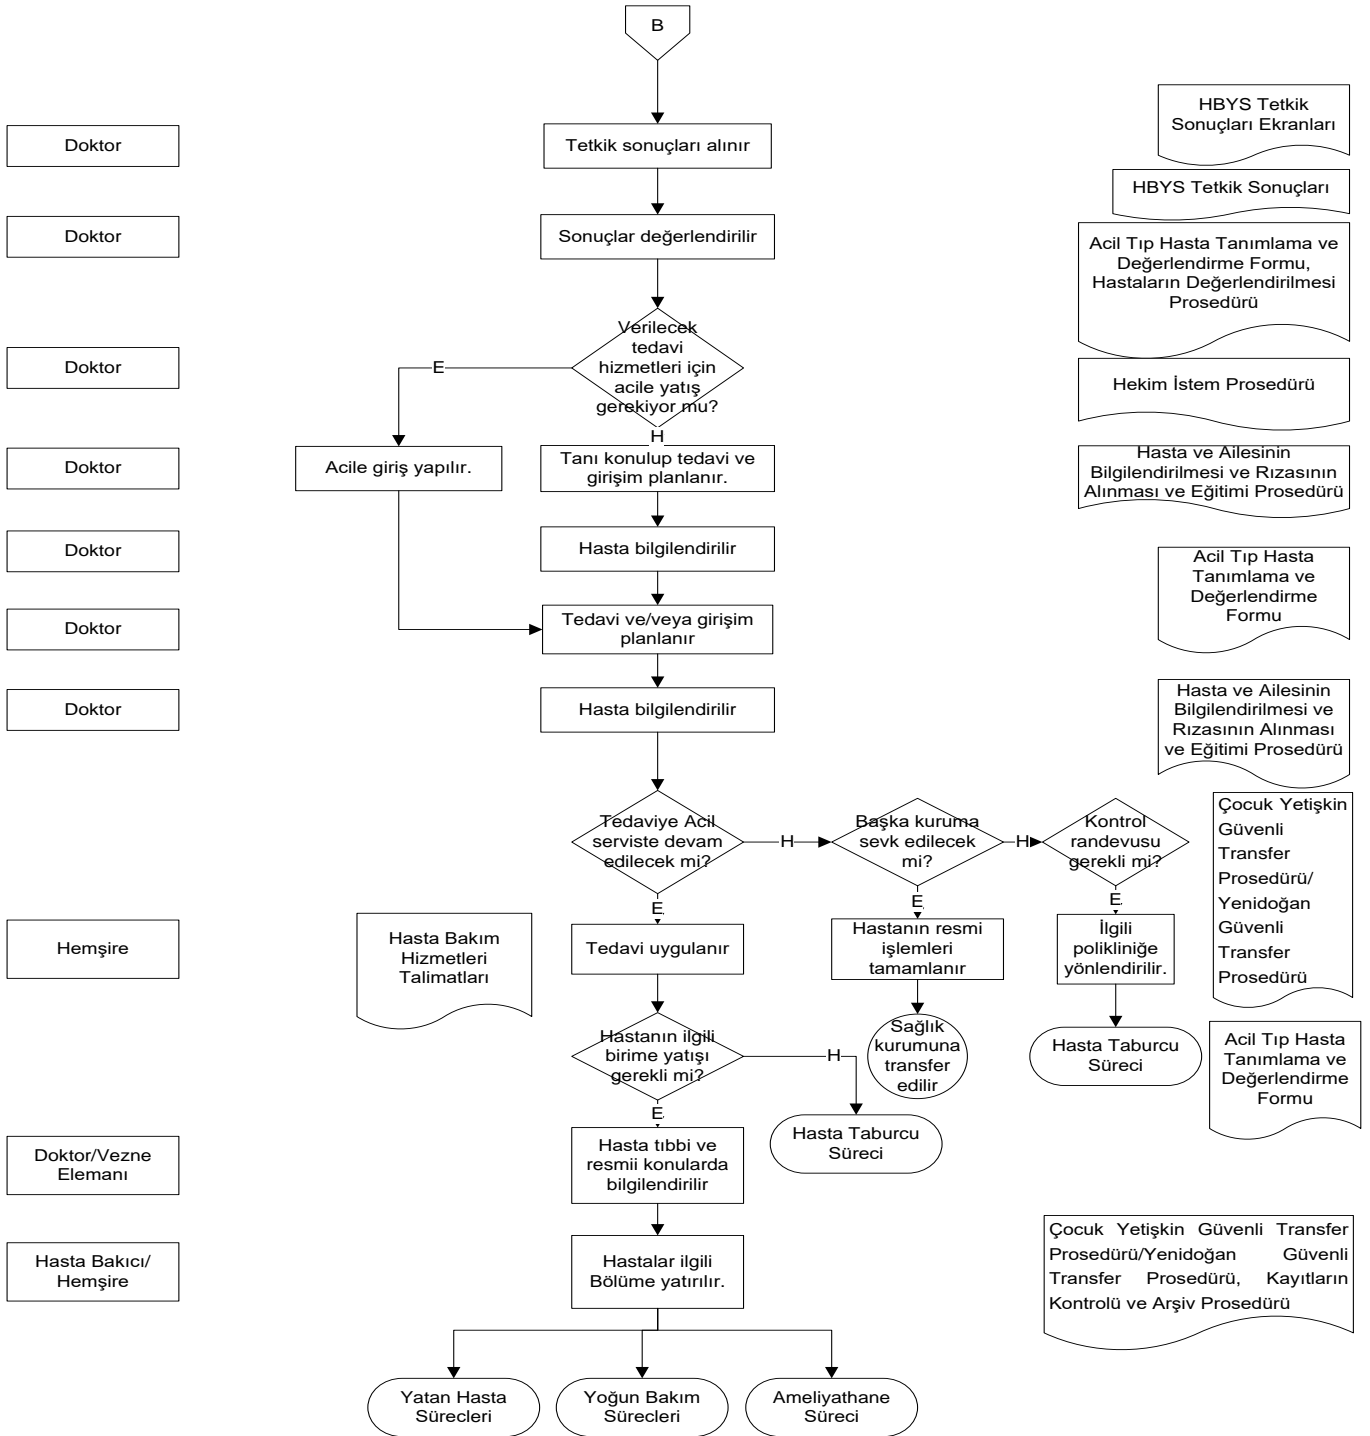 B
HBYS Tetkik
Sonuçları Ekranları
Doktor
Tetkik sonuçları alınır
HBYS Tetkik Sonuçları
Doktor
Sonuçlar değerlendirilir
Acil Tıp Hasta Tanımlama ve
Değerlendirme Formu,
Hastaların Değerlendirilmesi
Prosedürü
Doktor
E
Verilecek
tedavi
hizmetleri için
acile yatış
gerekiyor mu?
H
Hekim İstem Prosedürü
Doktor
Acile giriş yapılır.
Tanı konulup tedavi ve
girişim planlanır.
Hasta ve Ailesinin
Bilgilendirilmesi ve Rızasının
Alınması ve Eğitimi Prosedürü
Doktor
Hasta bilgilendirilir
Acil Tıp Hasta
Tanımlama ve
Değerlendirme
Formu
Doktor
Tedavi ve/veya girişim
planlanır
Doktor
Hasta bilgilendirilir
Hasta ve Ailesinin
Bilgilendirilmesi ve
Rızasının Alınması
ve Eğitimi Prosedürü
Tedaviye Acil
serviste devam
edilecek mi?
H
Başka kuruma
sevk edilecek
mi?
H
Kontrol
randevusu
gerekli mi?
Çocuk Yetişkin
Güvenli
Transfer
Prosedürü/
Yenidoğan
Güvenli
Transfer
Prosedürü
E
E
E
Hemşire
Hasta Bakım
Hizmetleri
Talimatları
Tedavi uygulanır
Hastanın resmi
işlemleri
tamamlanır
İlgili
polikliniğe
yönlendirilir.
Hastanın ilgili
birime yatışı
gerekli mi?
H
Sağlık
kurumuna
transfer
edilir
Hasta Taburcu
Süreci
Acil Tıp Hasta
Tanımlama ve
Değerlendirme
Formu
E
Hasta Taburcu
Süreci
Doktor/Vezne
Elemanı
Hasta tıbbi ve
resmii konularda
bilgilendirilir
Hasta Bakıcı/
Hemşire
Hastalar ilgili
Bölüme yatırılır.
Çocuk Yetişkin Güvenli Transfer
Prosedürü/Yenidoğan Güvenli
Transfer Prosedürü, Kayıtların
Kontrolü ve Arşiv Prosedürü
Yatan Hasta
Sürecleri
Yoğun Bakım
Sürecleri
Ameliyathane
Süreci